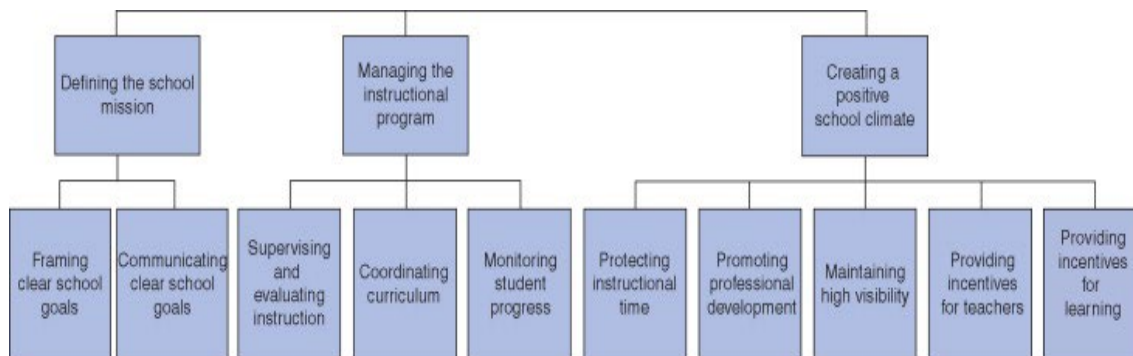 Defining the school
mission
Managing the
instructional
program
Creating a
positive
school climate
Framing
clear school
goals
Communicating
clear school
goals
Supervising
and
evaluating
instruction
Coordinating
curriculum
Monitoring
student
progress
Protecting
instructional
time
Promoting
professional
development
Maintaining
high visibility
Providing
incentives
for teachers
Providing
incentives
for
learning